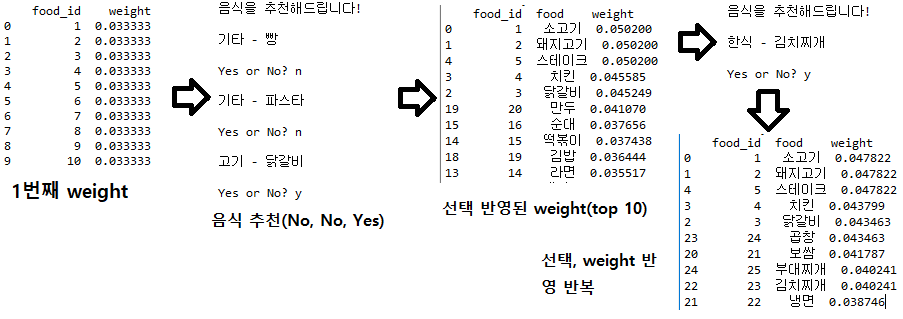 food_id weight
0 1 0.033333
1 2 0.033333
2 3 0.033333
3 4 0.033333
4 5 0.033333
5 6 0.033333
6 7 0.033333
7 8 0.033333
8 9 0.033333
9 10 0.033333
1번째 weight
음식을 추천해드립니다!
기타 - 빵
Yes or No? n
기타 - 파스타
Yes or No? n
고기 - 닭갈비
Yes or No? y
음식 추천(No, No, Yes)
food_id food weight
0 1 소고기 0.050200
1 2 돼지고기 0.050200
4 5 스테이크 0.050200
3 4 치킨 0.045585
2 3 닭갈비 0.045249
19 20 만두 0.041070
15 16 순대 0.037656
14 15 떡볶이 0.037438
18 19 김밥 0.036444
13 14 라면 0.035517
선택 반영된 weight(top 10)
음식을 추천해드립니다!
한식 - 김치찌개
Yes or No? y
선택, weight 반
영 반복
food_id food weight
0 1 소고기 0.047822
1 2 돼지고기 0.047822
4 5 스테이크 0.047822
3 4 치킨 0.043799
2 3 닭갈비 0.043463
23 24 곱창 0.043463
20 21 보쌈 0.041787
24 25 부대찌개 0.040241
22 23 김치찌개 0.040241
21 22 냉면 0.038746